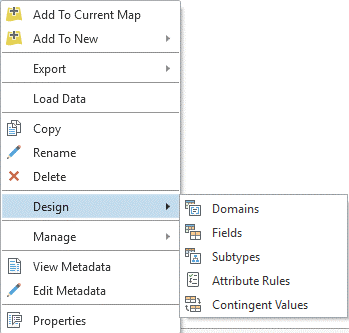 Add To Current Map
Add To New
Export
Load Data
Copy
Rename
Delete
Design
Manage
View Metadata
Edit Metadata
Properties
Domains
Fields
Subtypes
Attribute Rules
Contingent Values